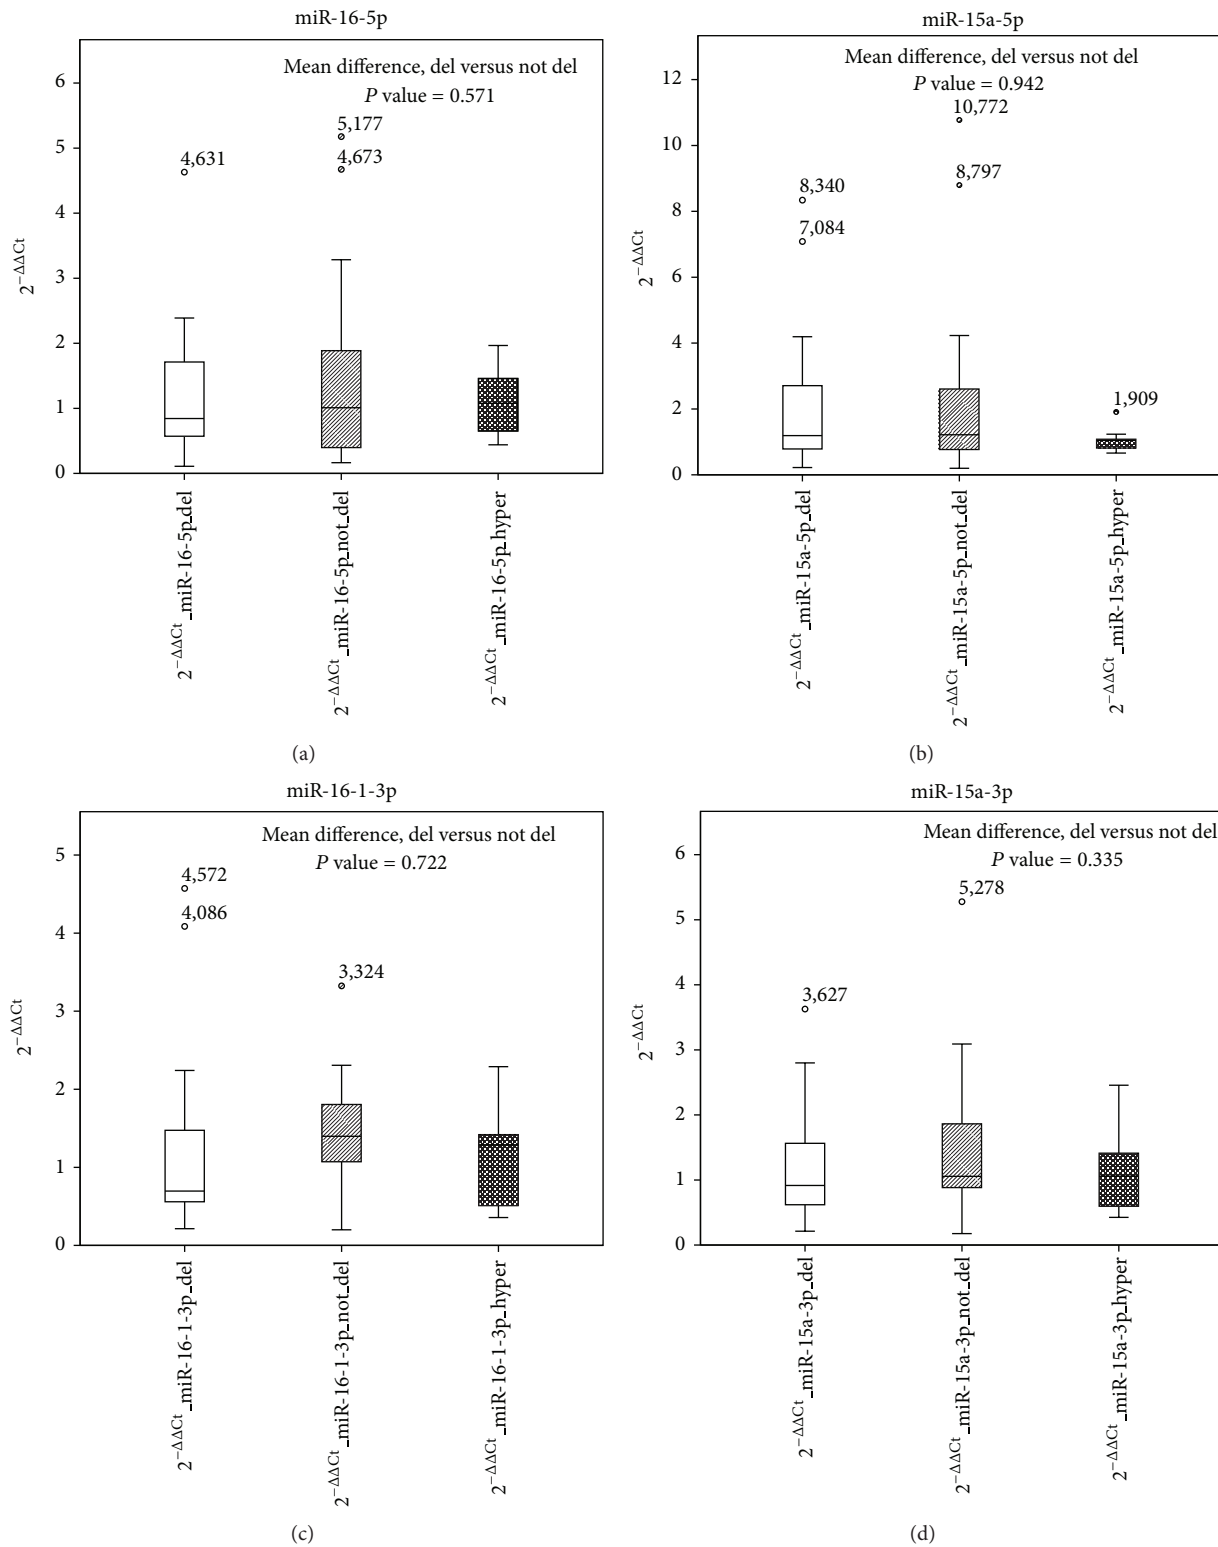 miR-16-5p
Mean difference, del versus not del
P value = 0.571
6
5
4
3
2
1
0
2−ΔΔCt
4,631
5,177
4,673
2−ΔΔCt_miR-16-5p_del
2−ΔΔCt_miR-16-5p_not_del
2−ΔΔCt_miR-16-5p_hyper
(a)
miR-15a-5p
Mean difference, del versus not del
P value = 0.942
12
10
8
6
4
2
0
2−ΔΔCt
8,340
7,084
10,772
8,797
1,909
2−ΔΔCt_miR-15a-5p_del
2−ΔΔCt_miR-15a-5p_not_del
2−ΔΔCt_miR-15a-5p_hyper
(b)
miR-16-1-3p
Mean difference, del versus not del
P value = 0.722
5
4
3
2
1
0
2−ΔΔCt
4,572
4,086
3,324
2−ΔΔCt_miR-16-1-3p_del
2−ΔΔCt_miR-16-1-3p_not_del
2−ΔΔCt_miR-16-1-3p_hyper
(c)
miR-15a-3p
Mean difference, del versus not del
P value = 0.335
6
5
4
3
2
1
0
2−ΔΔCt
3,627
5,278
2−ΔΔCt_miR-15a-3p_del
2−ΔΔCt_miR-15a-3p_not_del
2−ΔΔCt_miR-15a-3p_hyper
(d)